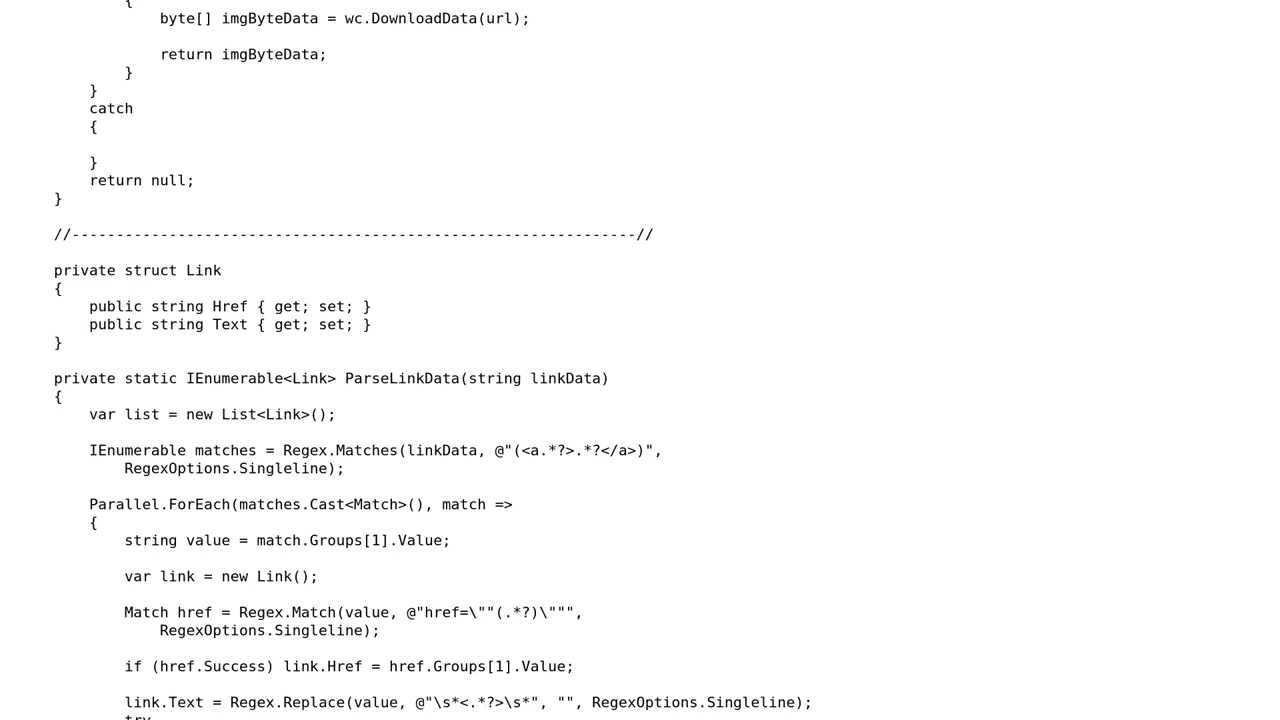 {
byte[] imgByteData = wc.DownloadData(url);
return imgByteData;
}
}
catch
{
}
return null;
}
//----------------------------------------------------------------//
private struct Link
{
public string Href { get; set; }
public string Text { get; set; }
}
private static IEnumerable<Link> ParseLinkData(string linkData)
{
var list = new List<Link>();
IEnumerable matches = Regex.Matches(linkData, @"(<a.*?>.*?</a>)",
RegexOptions.Singleline);
Parallel.ForEach(matches.Cast<Match>(), match =>
{
string value = match.Groups[1].Value;
var link = new Link();
Match href = Regex.Match(value, @"href=\""(.*?)\""",
RegexOptions.Singleline);
if (href.Success) link.Href = href.Groups[1].Value;
link.Text = Regex.Replace(value, @"\s*<.*?>\s*", "", RegexOptions.Singleline);
try